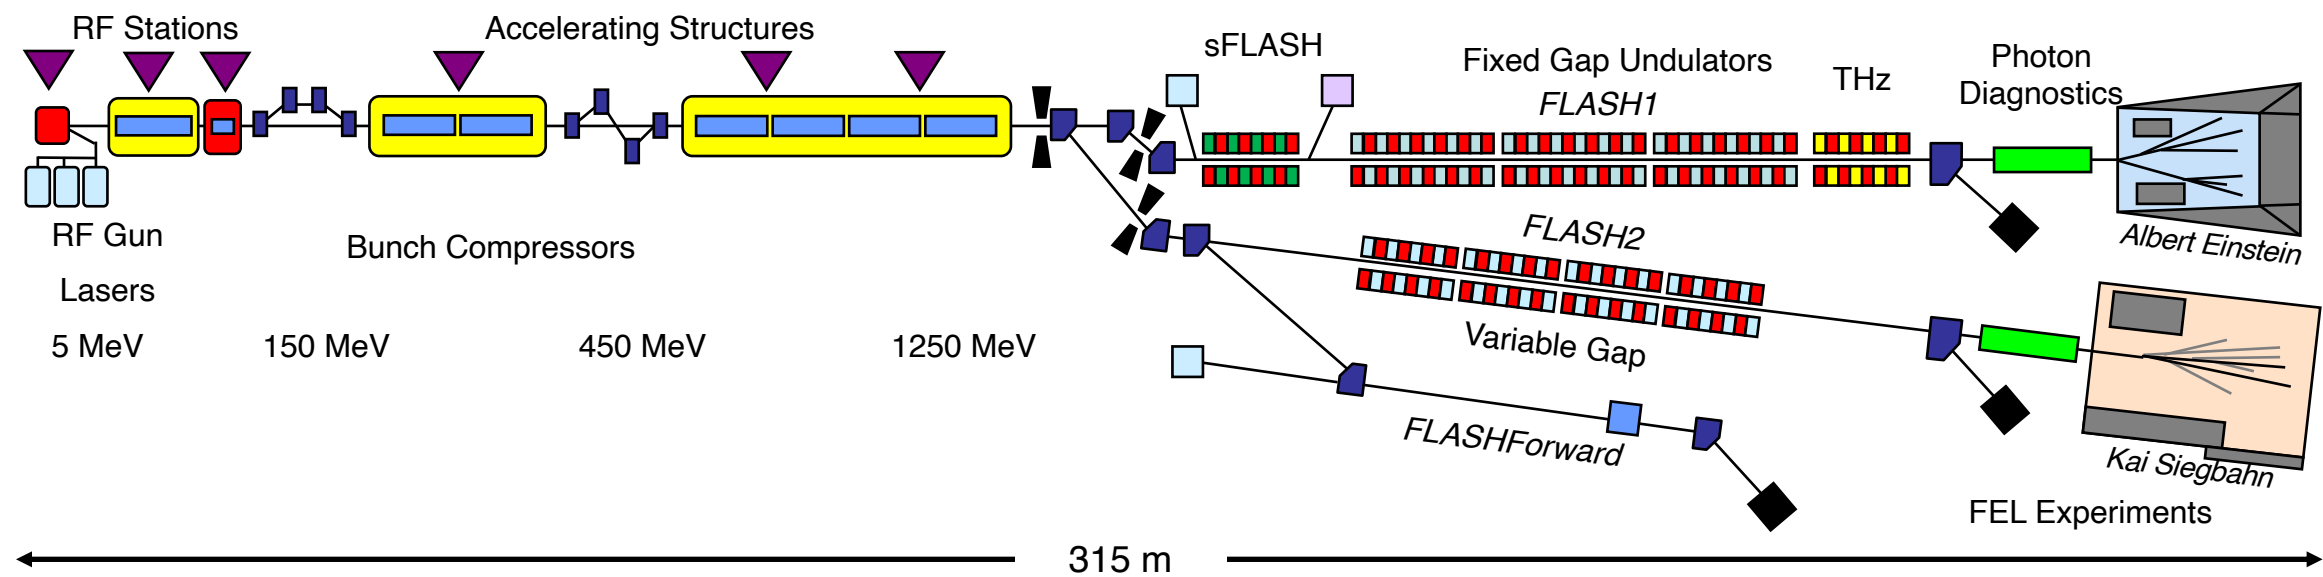 RF Stations
Accelerating Structures
sFLASH
Fixed Gap Undulators
FLASH1
THz
Photon
Diagnostics
RF Gun
Lasers
Bunch Compressors
5 MeV
150 MeV
450 MeV
1250 MeV
FLASH2
Variable Gap
FLASHForward
Albert Einstein
Kai Siegbahn
FEL Experiments
315 m